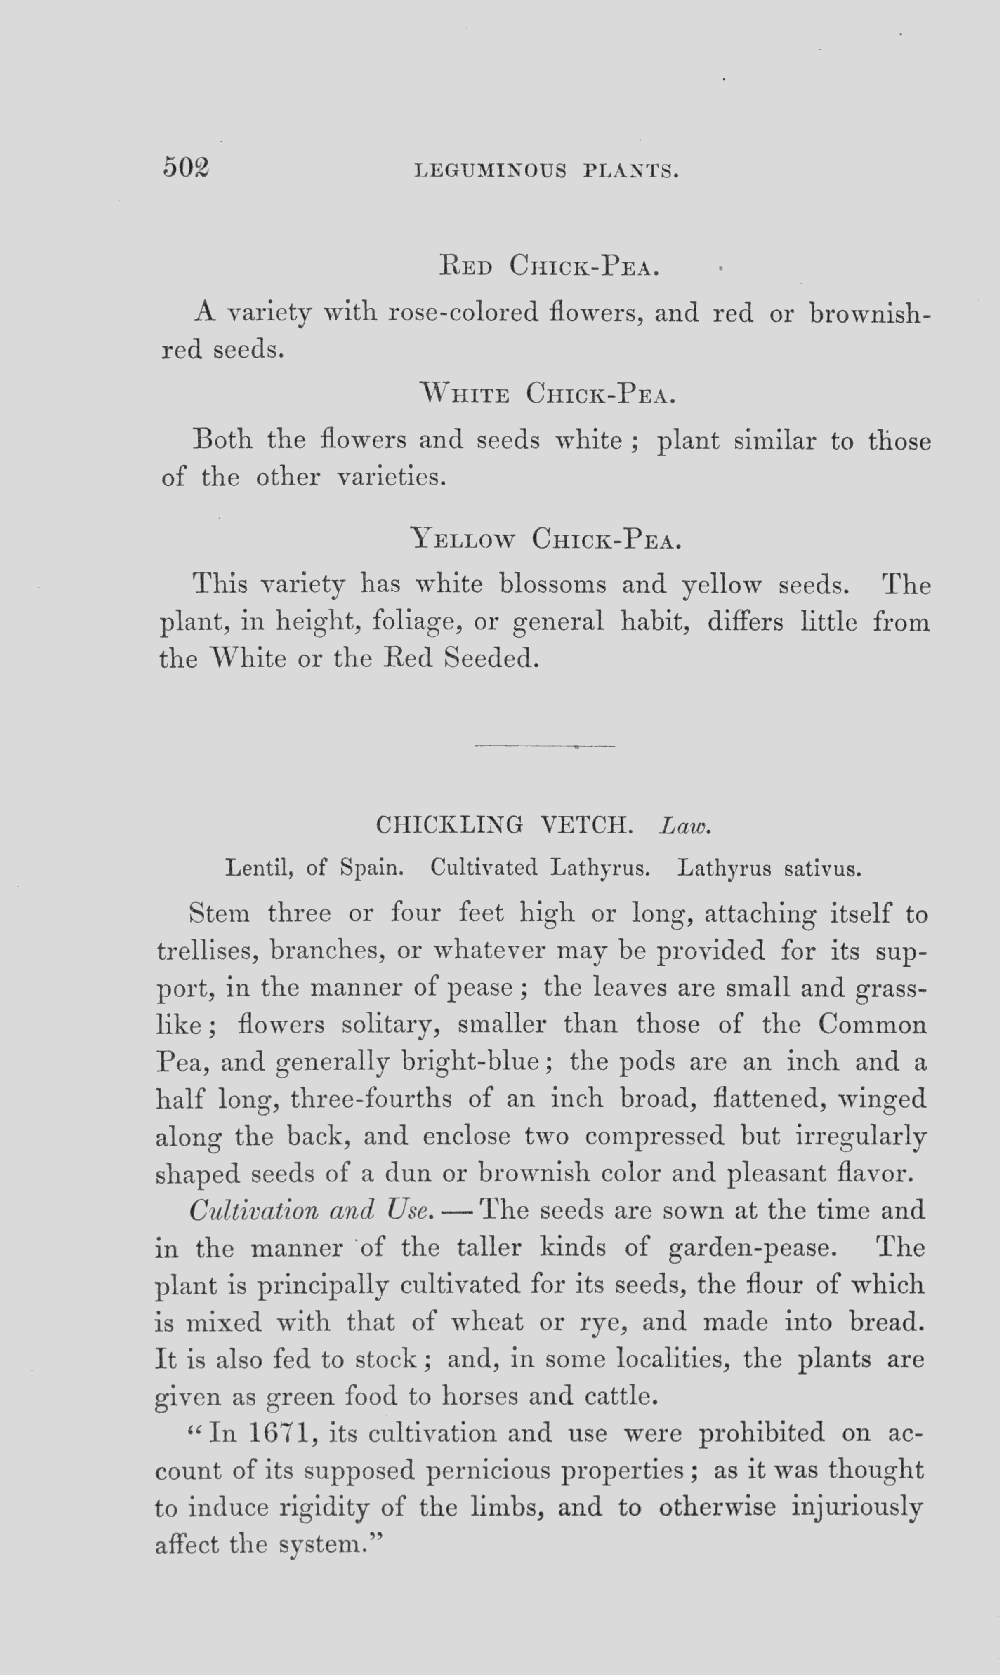 502 LEGUMINOUS PLANTS.
RED CHICK-PEA.
A variety with rose-colored flowers, and red or brownish-
red seeds.
WHITE CHICK-PEA.
Both the flowers and seeds white ; plant similar to those
of the other varieties.
YELLOW CHICK-PEA.
This variety has white blossoms and yellow seeds. The
plant, in height, foliage, or general habit, differs little from
the White or the Red Seeded.
CHICKLING VETCH. Law.
Lentil, of Spain. Cultivated Lathyrus. Lathyrus sativus.
Stem three or four feet high or long, attaching itself to
trellises, branches, or whatever may be provided for its sup-
port, in the manner of pease ; the leaves are small and grass-
like ; flowers solitary, smaller than those of the Common
Pea, and generally bright-blue ; the pods are an inch and a
half long, three-fourths of an inch broad, flattened, winged
along the back, and enclose two compressed but irregularly
shaped seeds of a dun or brownish color and pleasant flavor.
Cultivation and Use. — The seeds are sown at the time and
in the manner of the taller kinds of garden-pease. The
plant is principally cultivated for its seeds, the flour of which
is mixed with that of wheat or rye, and made into bread.
It is also fed to stock ; and, in some localities, the plants are
given as green food to horses and cattle.
“ In 1671, its cultivation and use were prohibited on ac-
count of its supposed pernicious properties ; as it was thought
to induce rigidity of the limbs, and to otherwise injuriously
affect the system.”